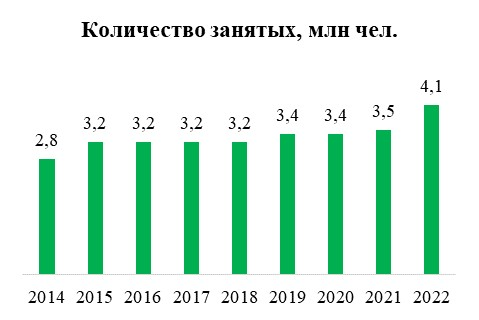 Количество занятых, млн чел.
2,8 3,2 3,2 3,2 3,2 3,4 3,4 3,5 4,1
2014 2015 2016 2017 2018 2019 2020 2021 2022